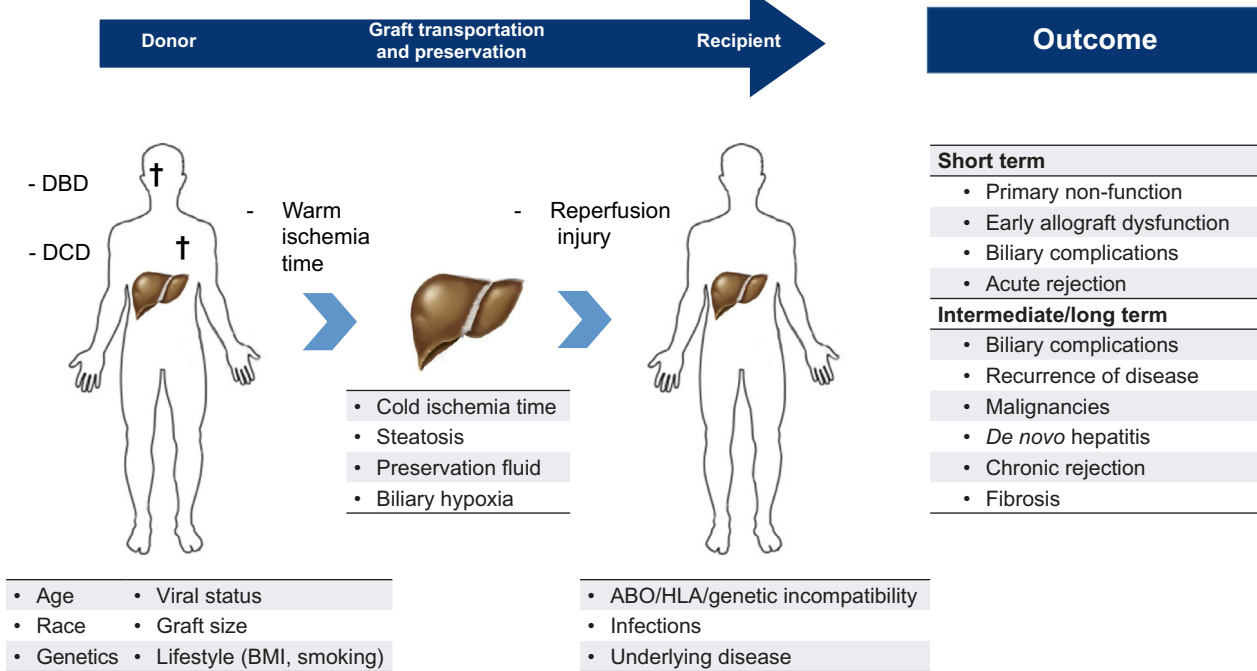 Donor
Graft transportation
and preservation
Recipient
Outcome
- DBD
- DCD
- Warm
ischemia
time
- Reperfusion
injury
• Cold ischemia time
• Steatosis
• Preservation fluid
• Biliary hypoxia
• Age • Viral status
• Race • Graft size
• Genetics • Lifestyle (BMI, smoking)
• ABO/HLA/genetic incompatibility
• Infections
• Underlying disease
Short term
• Primary non-function
• Early allograft dysfunction
• Biliary complications
• Acute rejection
Intermediate/long term
• Biliary complications
• Recurrence of disease
• Malignancies
• De novo hepatitis
• Chronic rejection
• Fibrosis